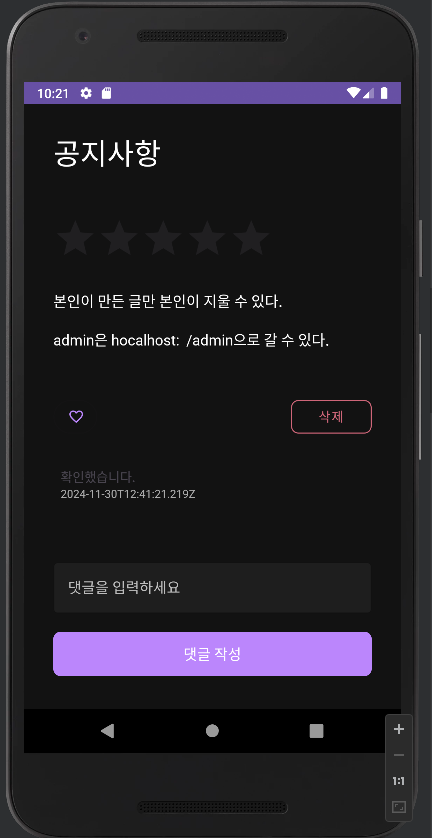 10:21
공지사항
본인이 만든 글만 본인이 지울 수 있다.
admin은 hocalhost: /admin으로 갈 수 있다.
삭제
확인했습니다.
2024-11-30T12:41:21.219Z
댓글을 입력하세요
댓글 작성
1:1